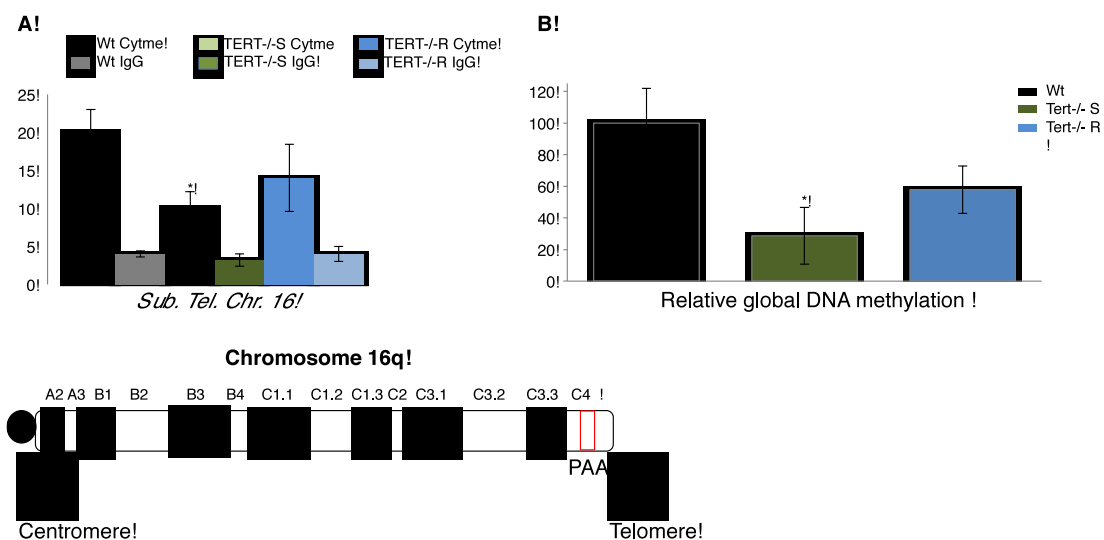 A!
Wt Cytme! TERT-/-S Cytme TERT-/-R Cytme!
Wt IgG TERT-/-S IgG! TERT-/-R IgG!
25!
20!
15!
10!
5!
0!
*!
Sub. Tel. Chr. 16!
B!
120!
100!
80!
60!
40!
20!
0!
*!
Wt
Tert-/- S
Tert-/- R
!
Relative global DNA methylation !
Chromosome 16q!
A2 A3 B1 B2 B3 B4 C1.1 C1.2 C1.3 C2 C3.1 C3.2 C3.3 C4 !
PAA
Centromere! Telomere!